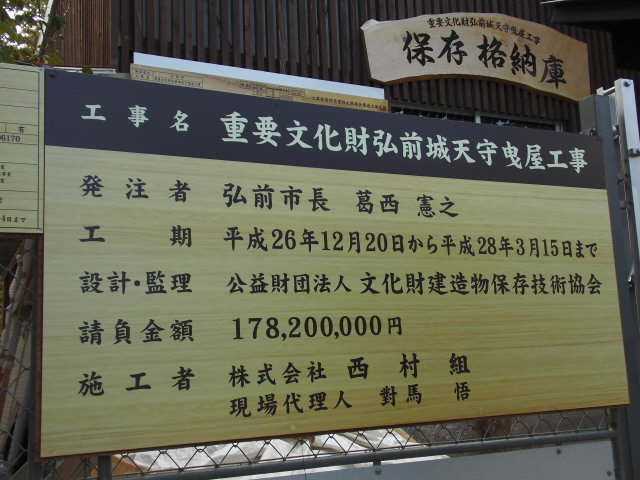 重要文化財弘前城天守曳屋工事
保存格納庫
工事名 重要文化財弘前城天守曳屋工事
発注者 弘前市長 葛西 憲之
工期 平成26年12月20日から平成28年3月15日まで
設計・監理 公益財団法人 文化財建造物保存技術協会
請負金額 178,200,000円
施工者 株式会社 西村組
現場代理人 對馬 悟